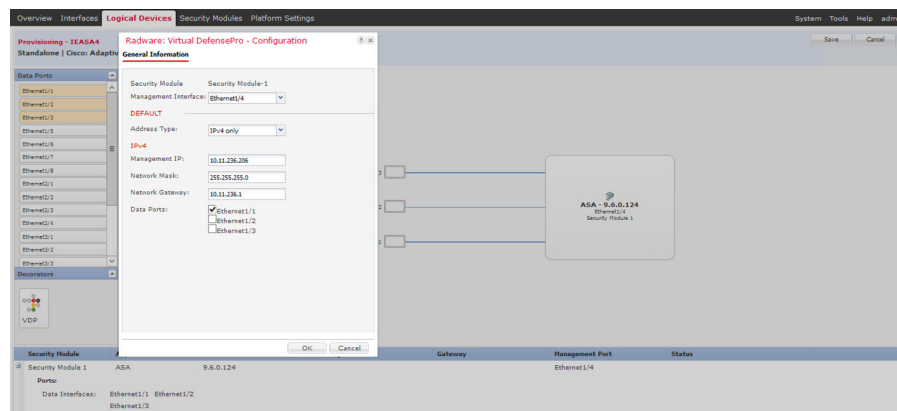 Overview Interfaces Logical Devices Security Modules Platform Settings
System Tools Help
Provisioning - IEASA4
Standalone | Cisco:
Save Cancel
Radware: Virtual DefensePro - Configuration
General Information
Security Module Security Module-1
Management Interface: Ethernet1/4
DEFAULT
Address Type: IPv4 only
IPv4
Management IP: 10.11.236.206
Network Mask: 255.255.255.0
Network Gateway: 10.11.236.1
Data Ports: Ethernet1/1
Ethernet1/2
Ethernet1/3
OK Cancel
Data Ports
Ethernet1/1
Ethernet1/2
Ethernet1/3
Ethernet1/5
Ethernet1/6
Ethernet1/7
Ethernet1/8
Ethernet2/1
Ethernet2/2
Ethernet2/3
Ethernet2/4
Ethernet3/1
Ethernet3/2
Ethernet3/3
Decorators
VDP
3
2
1
ASA - 9.6.0.124
Ethernet1/4
Security Module 1
Security Module Gateway Management Port Status
Security Module 1 ASA 9.6.0.124 Ethernet1/4
Ports:
Data Interfaces: Ethernet1/1 Ethernet1/2
Ethernet1/3